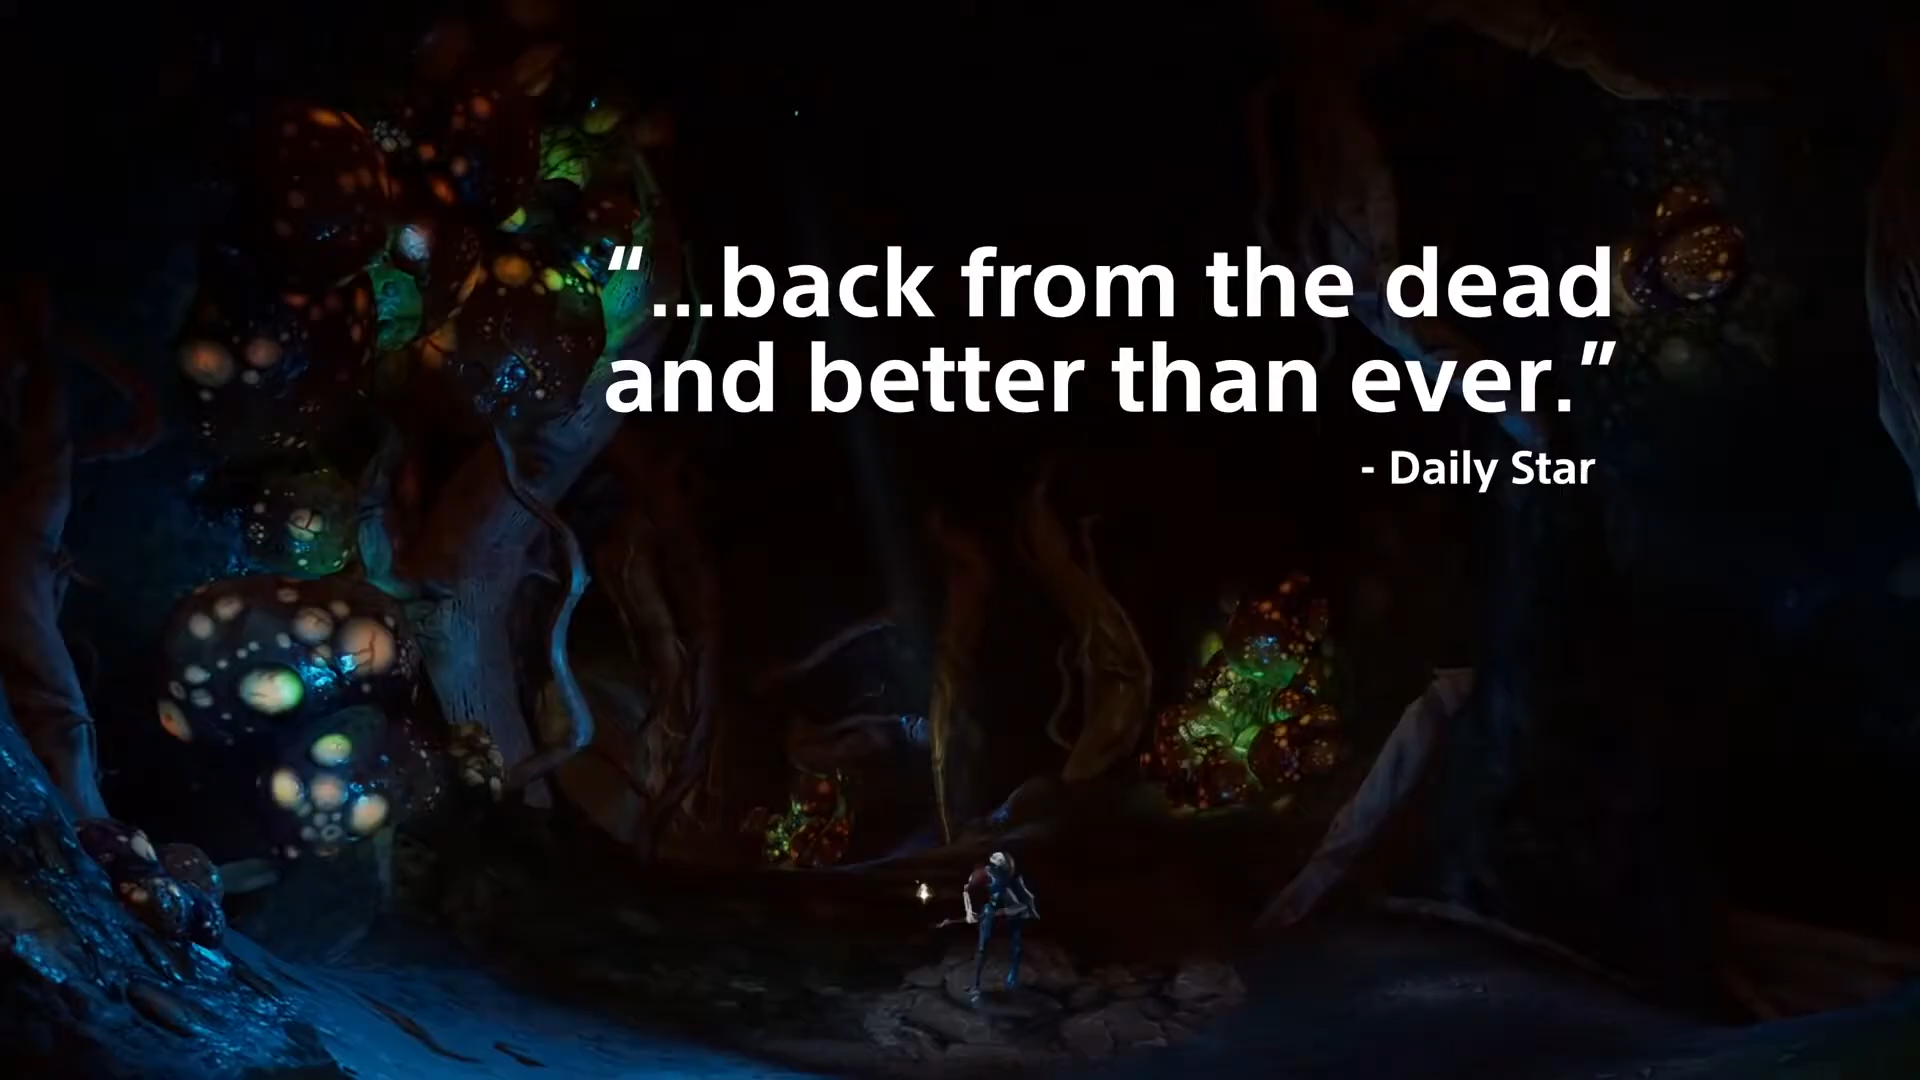 “...back from the dead
and better than ever.”
- Daily Star